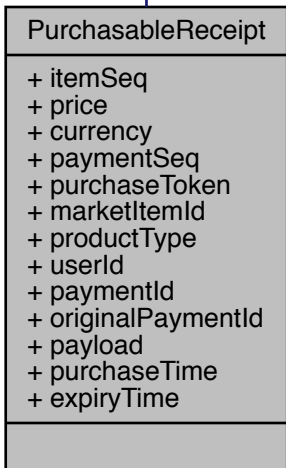 PurchasableReceipt
+ itemSeq
+ price
+ currency
+ paymentSeq
+ purchaseToken
+ marketItemId
+ productType
+ userId
+ paymentId
+ originalPaymentId
+ payload
+ purchaseTime
+ expiryTime